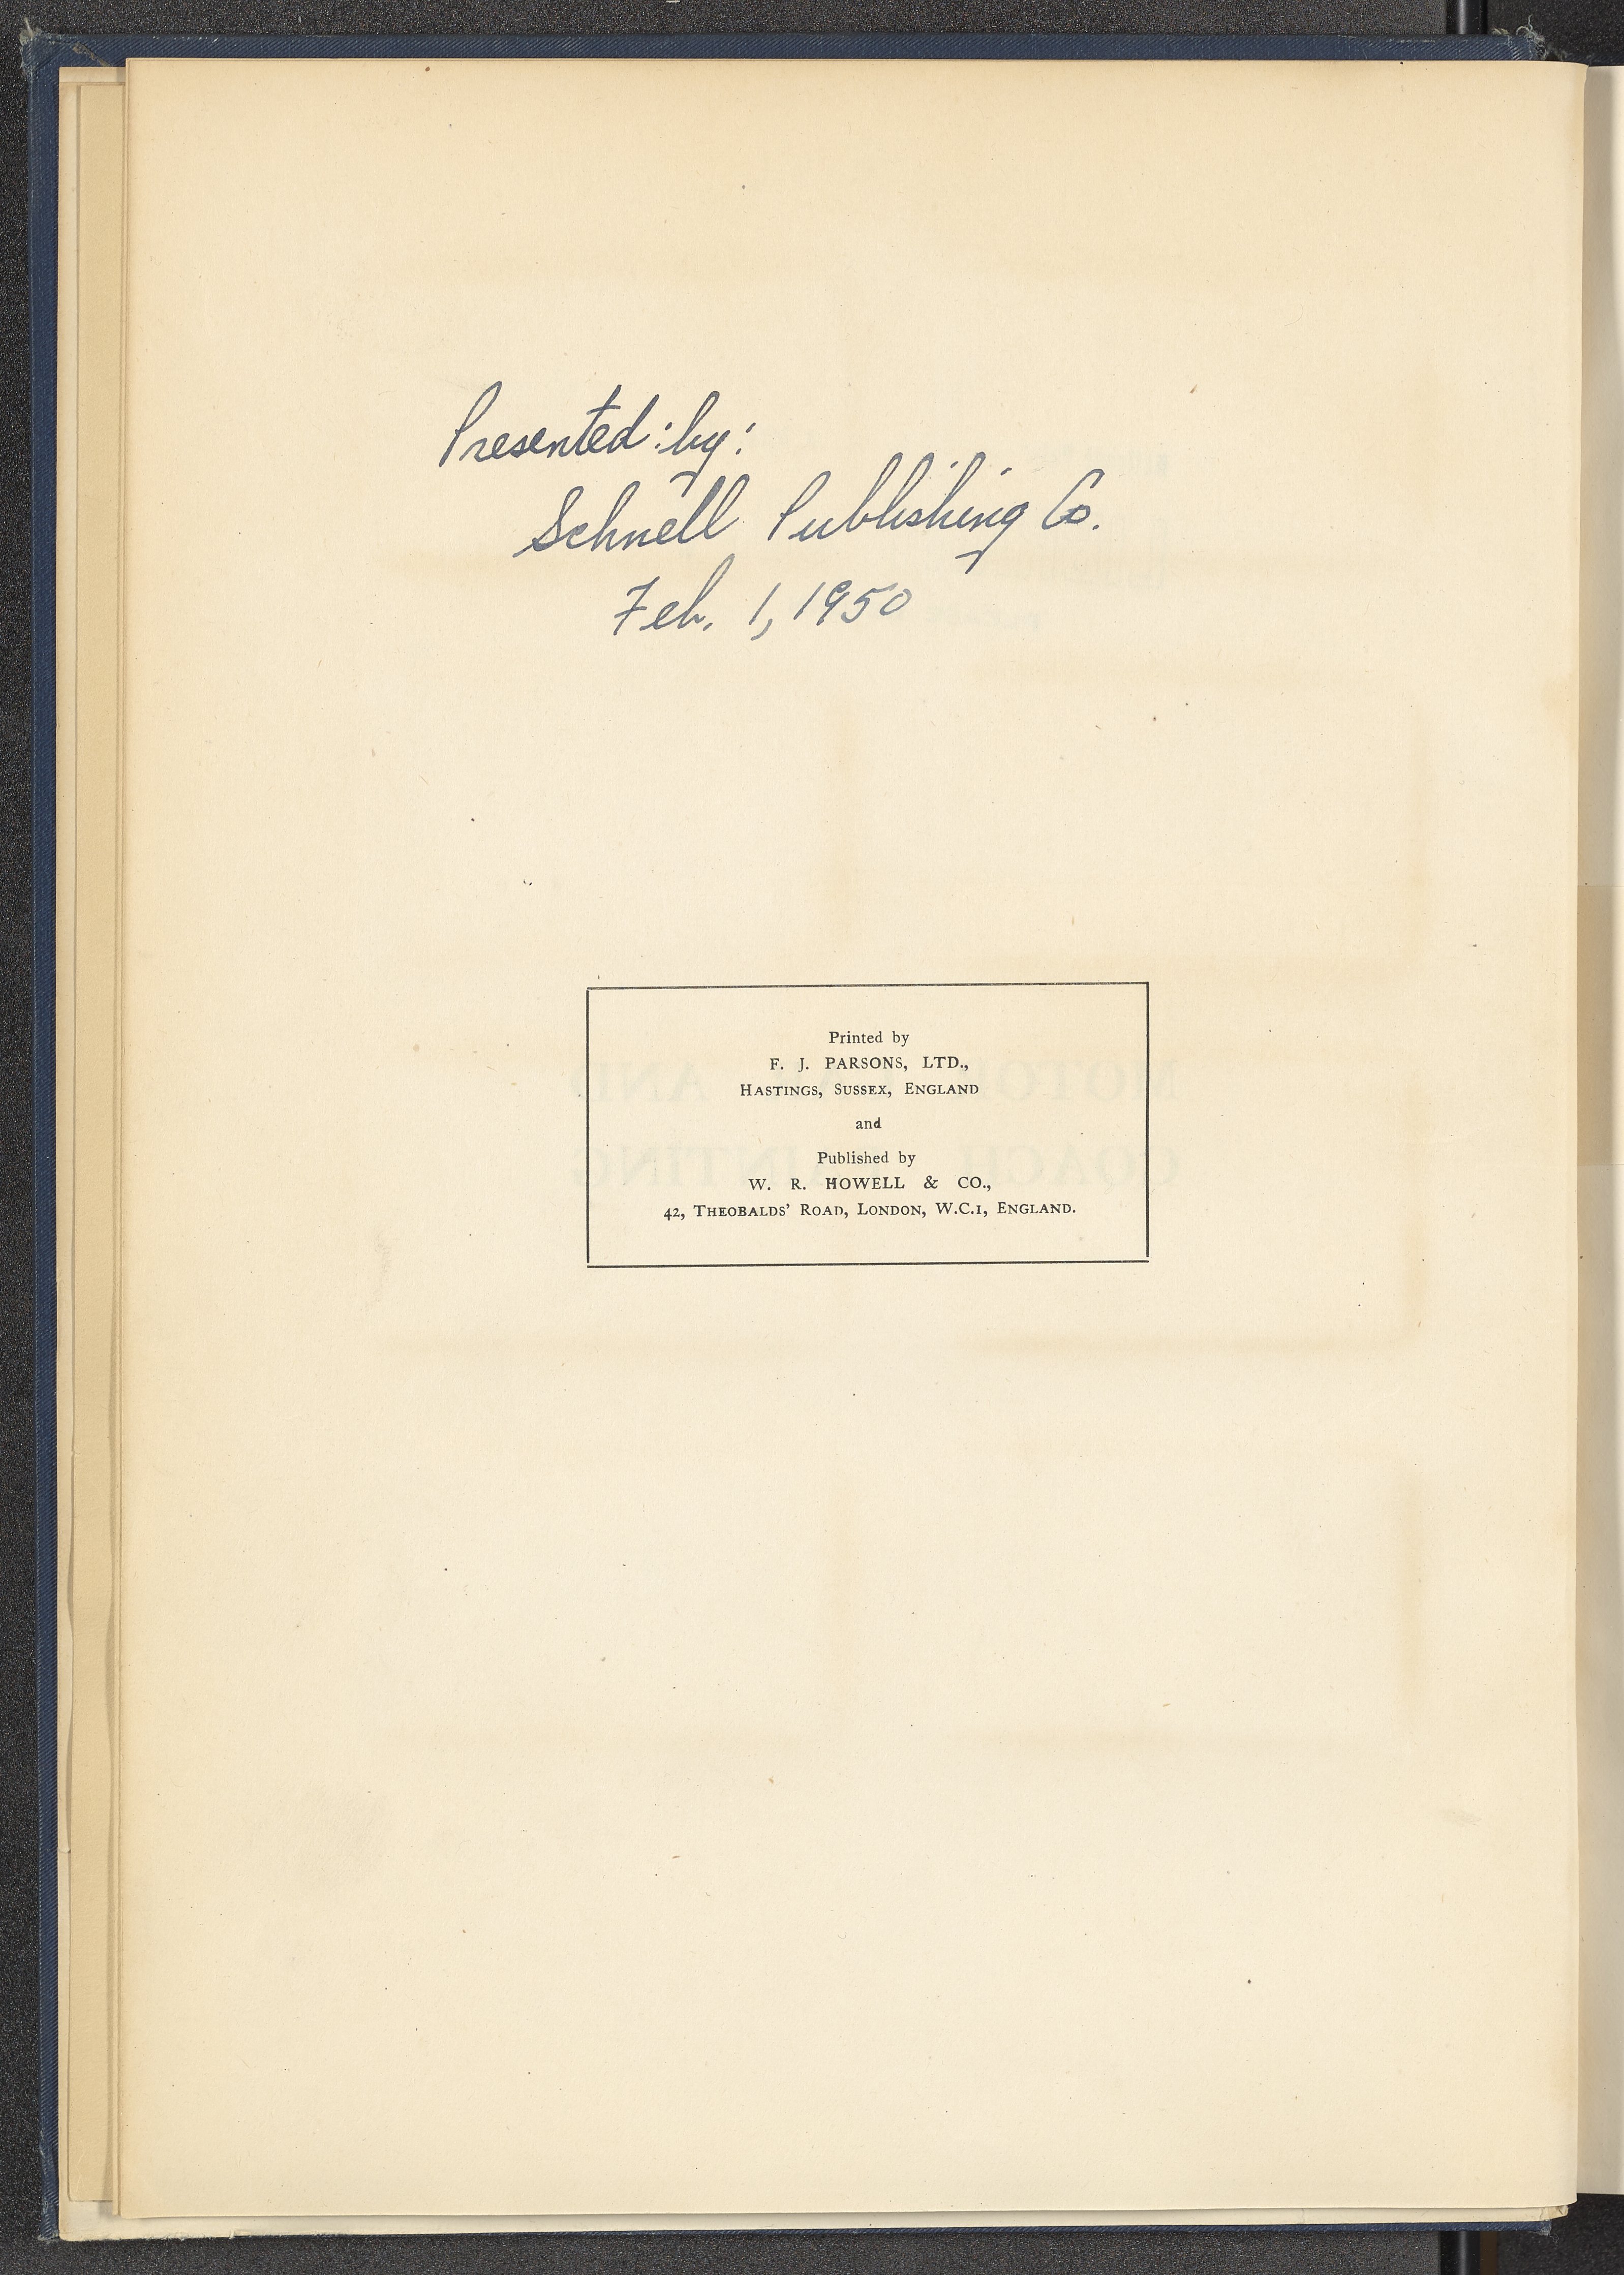 Presented: by:
Schnell Publishing Co.
Feb. 1, 1950
Printed by
F. J. PARSONS, LTD.,
HASTINGS, SUSSEX, ENGLAND
and
Published by
W. R. HOWELL & CO.,
42, THEOBALDS' ROAD, LONDON, W.C.1, ENGLAND.